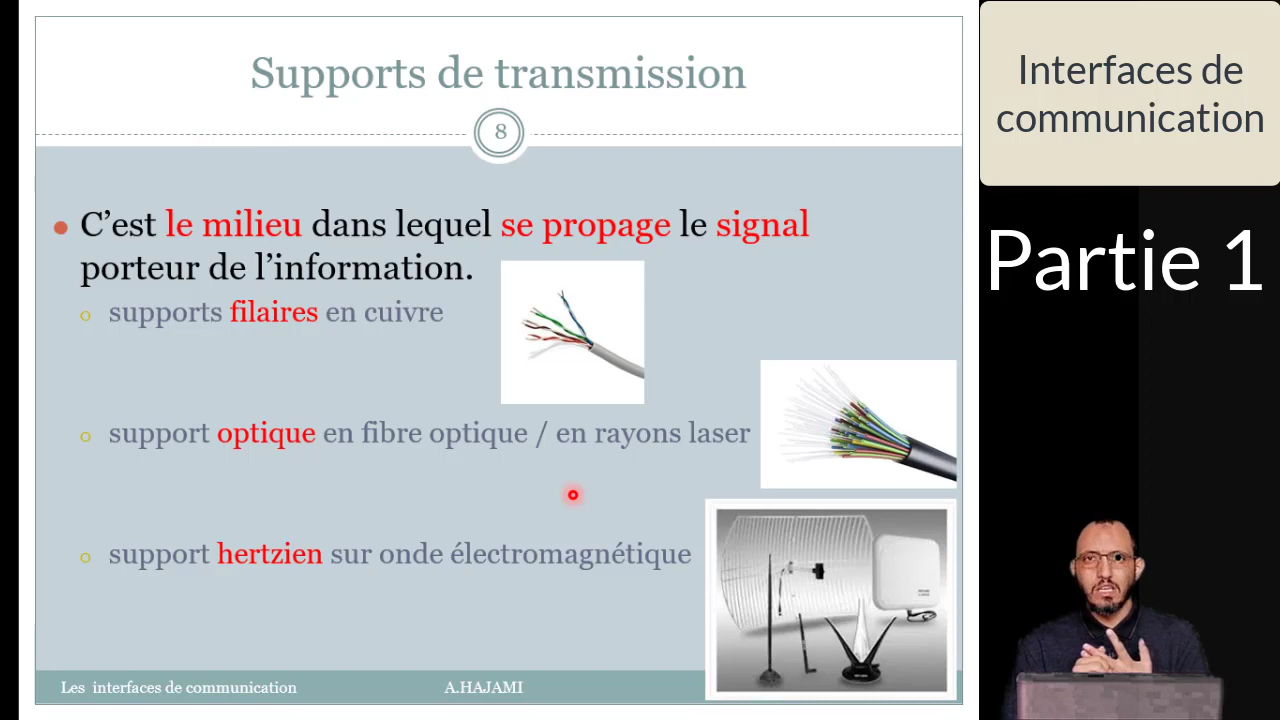 Supports de transmission
8
C’est le milieu dans lequel se propage le signal
porteur de l’information.
supports filaires en cuivre
support optique en fibre optique / en rayons laser
support hertzien sur onde électromagnétique
Les interfaces de communication
A.HAJAMI
Interfaces de
communication
Partie 1